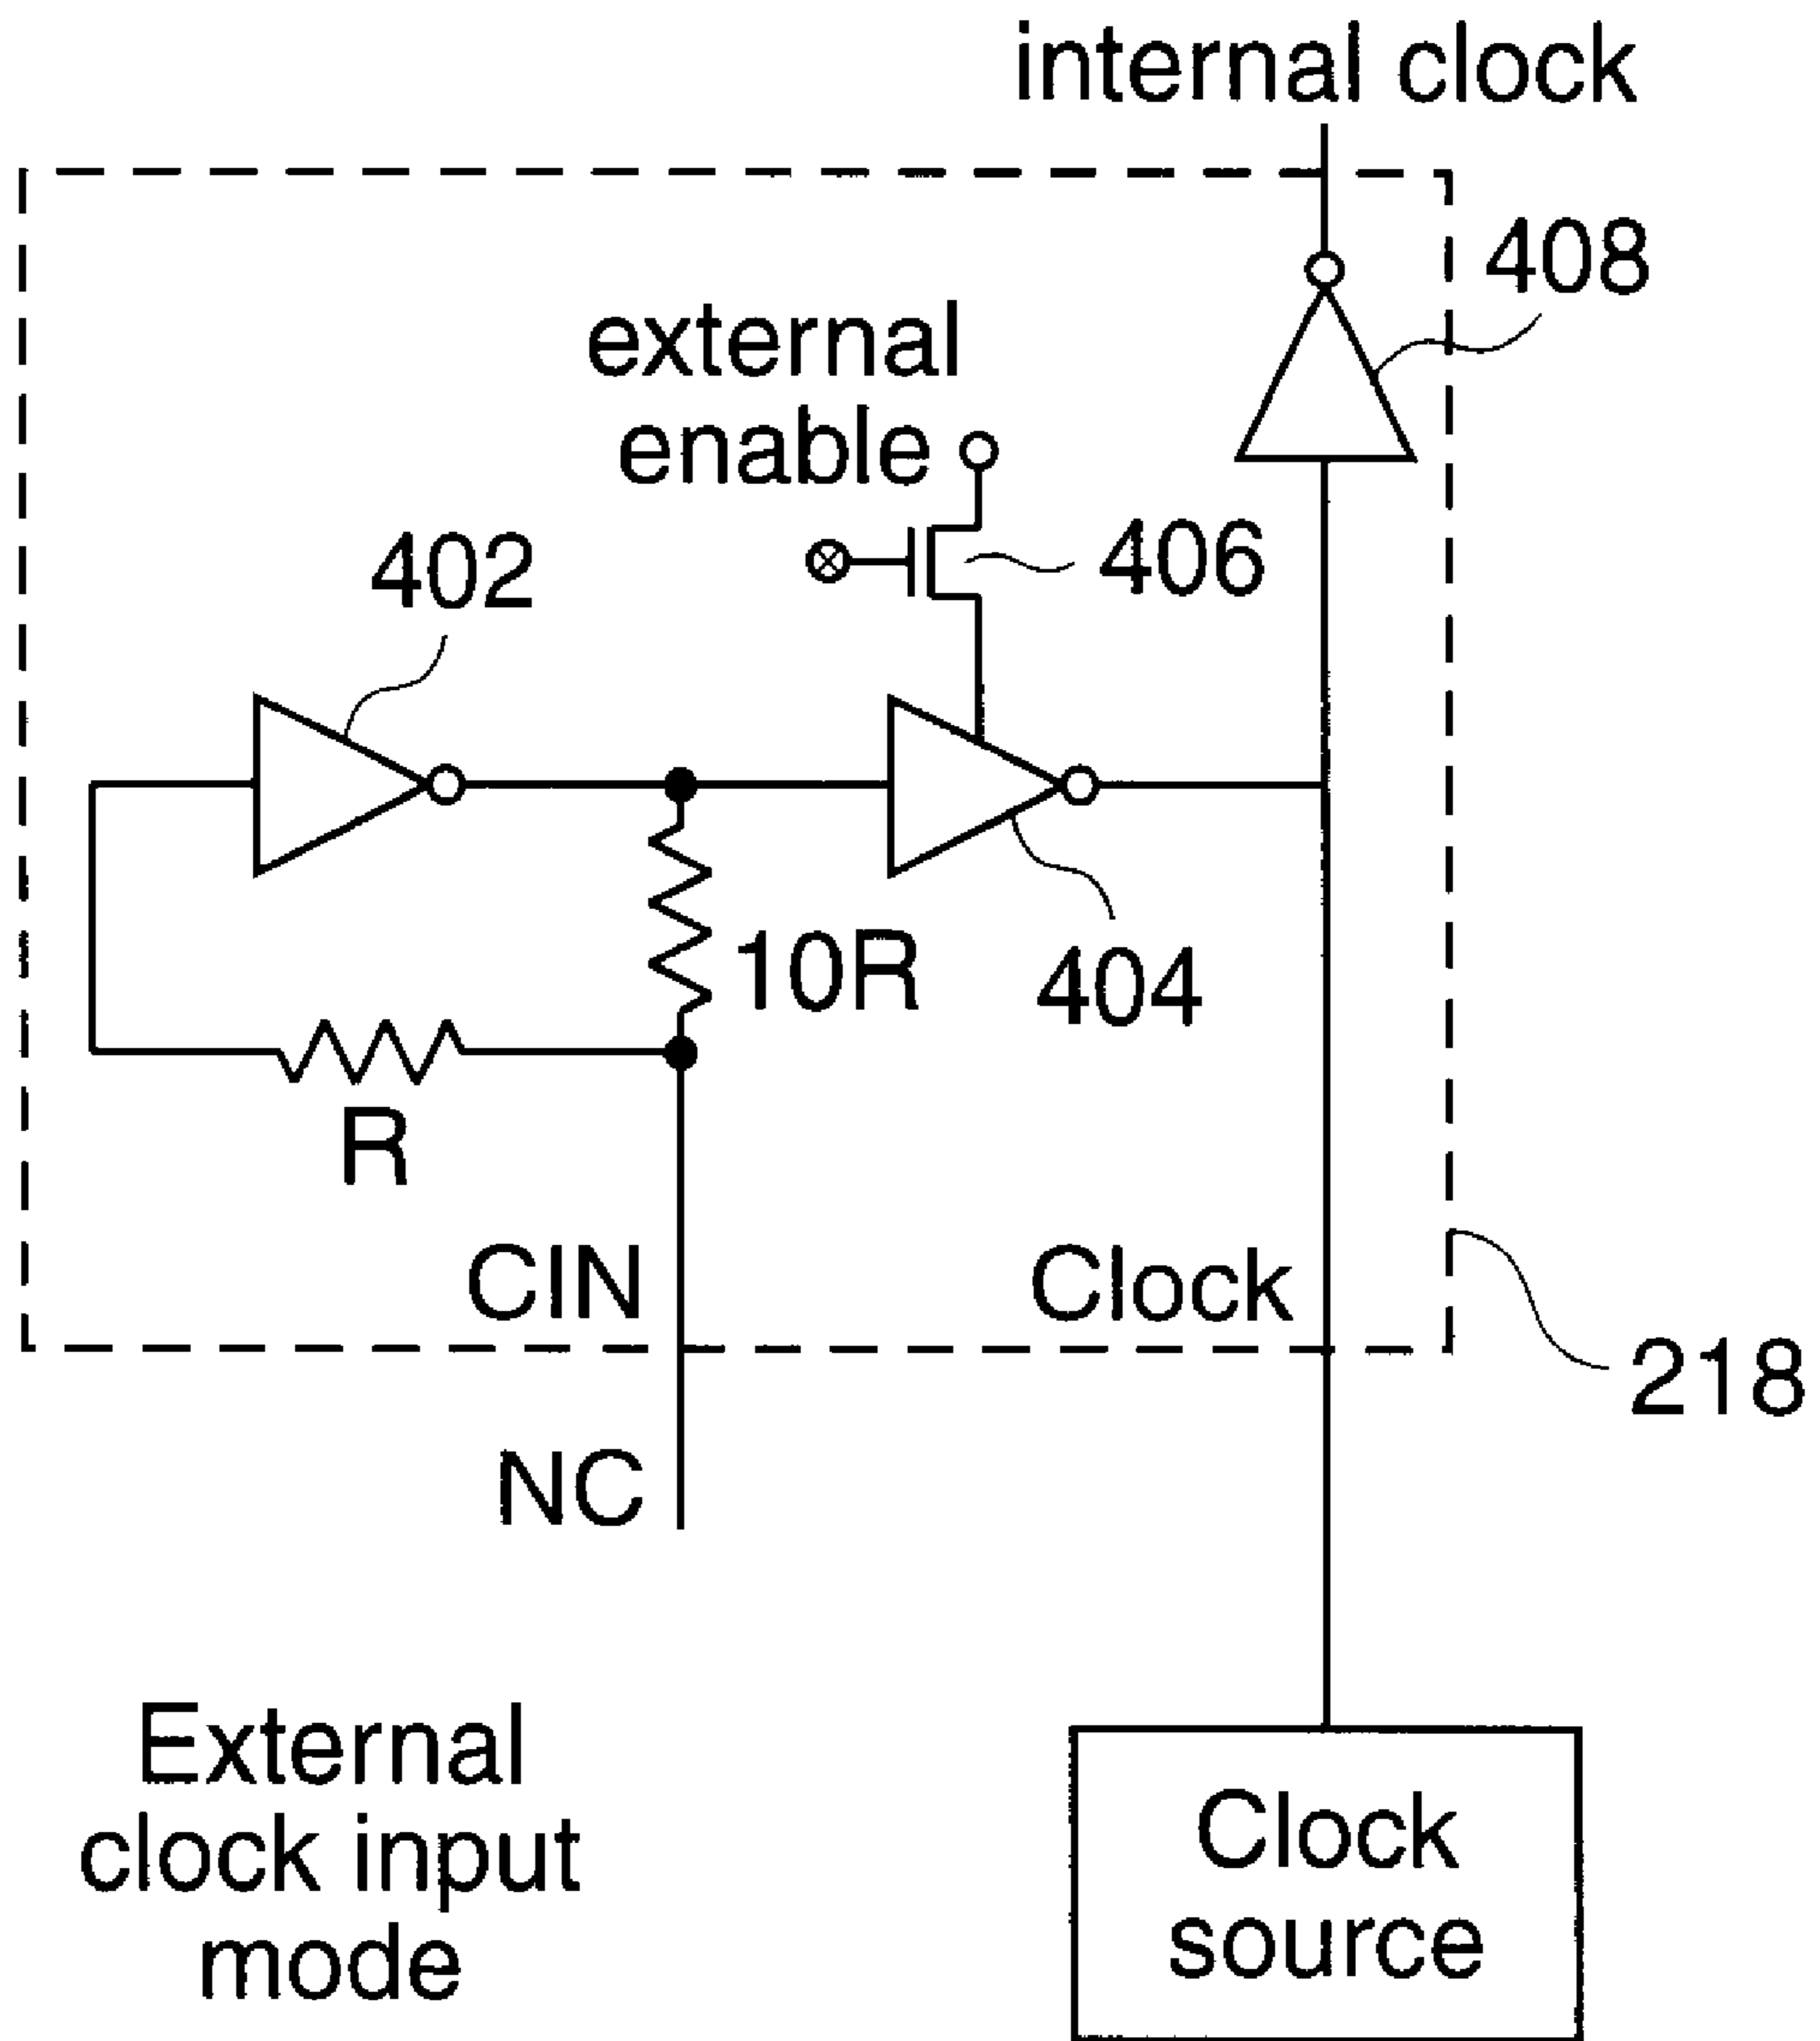 internal clock
408
external
enable
406
402
10R
404
R
CIN
Clock
218
NC
External
clock input
mode
Clock
source